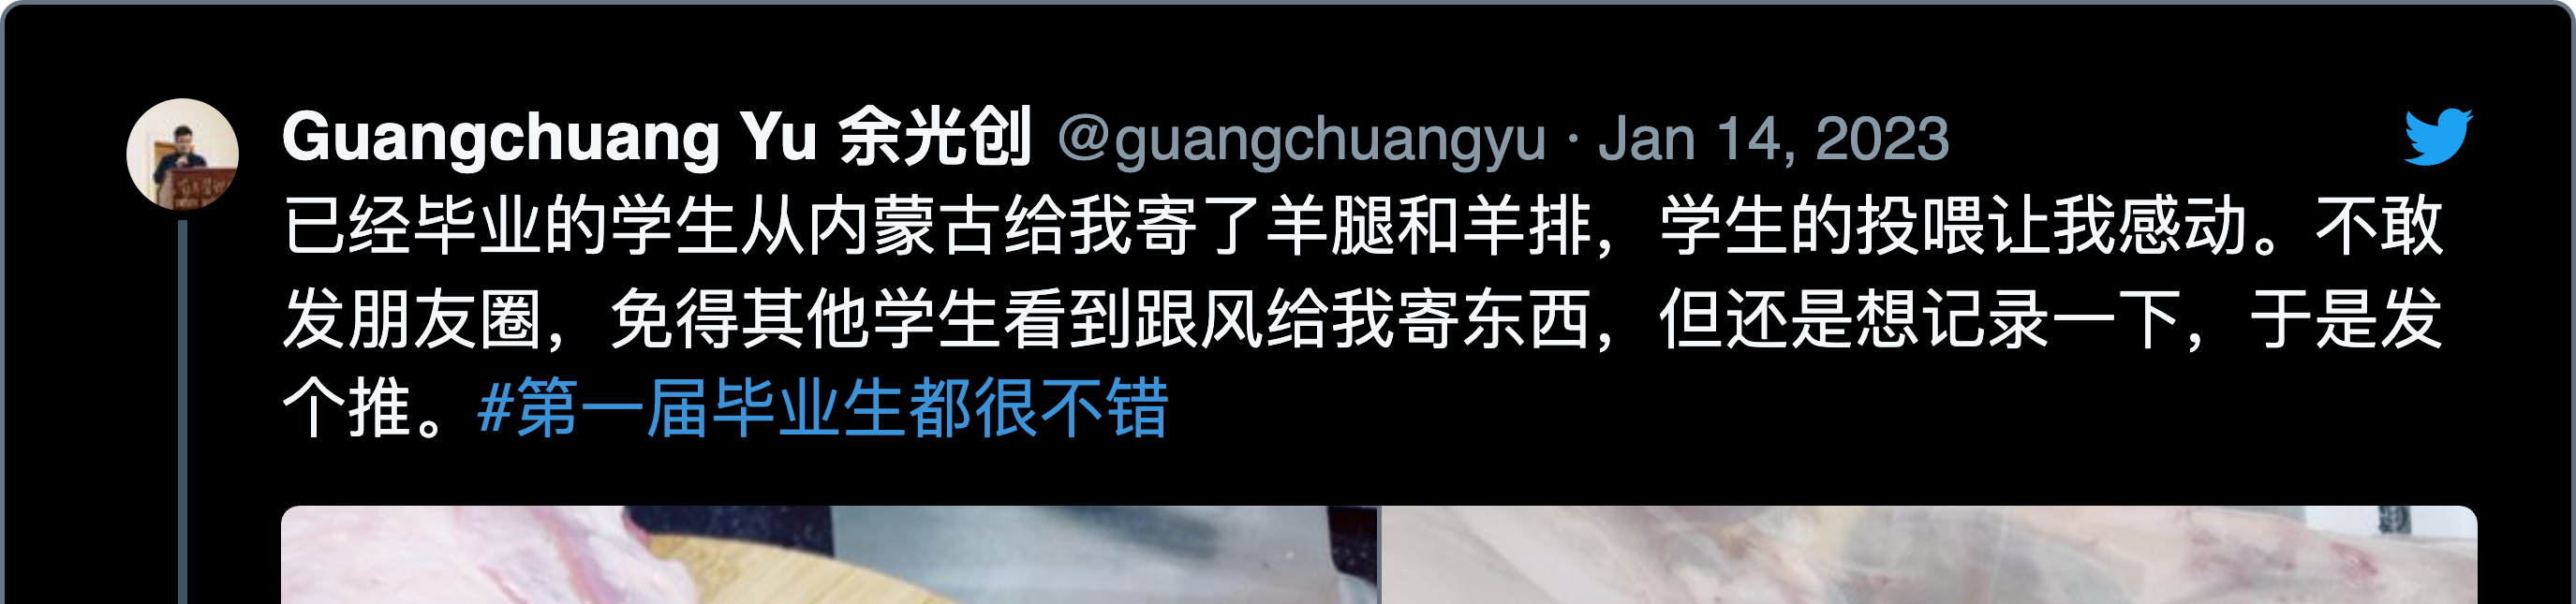 Guangchuang Yu 余光创 @guangchuangyu · Jan 14, 2023
已经毕业的学生从内蒙古给我寄了羊腿和羊排，学生的投喂让我感动。不敢
发朋友圈，免得其他学生看到跟风给我寄东西，但还是想记录一下，于是发
个推。#第一届毕业生都很不错